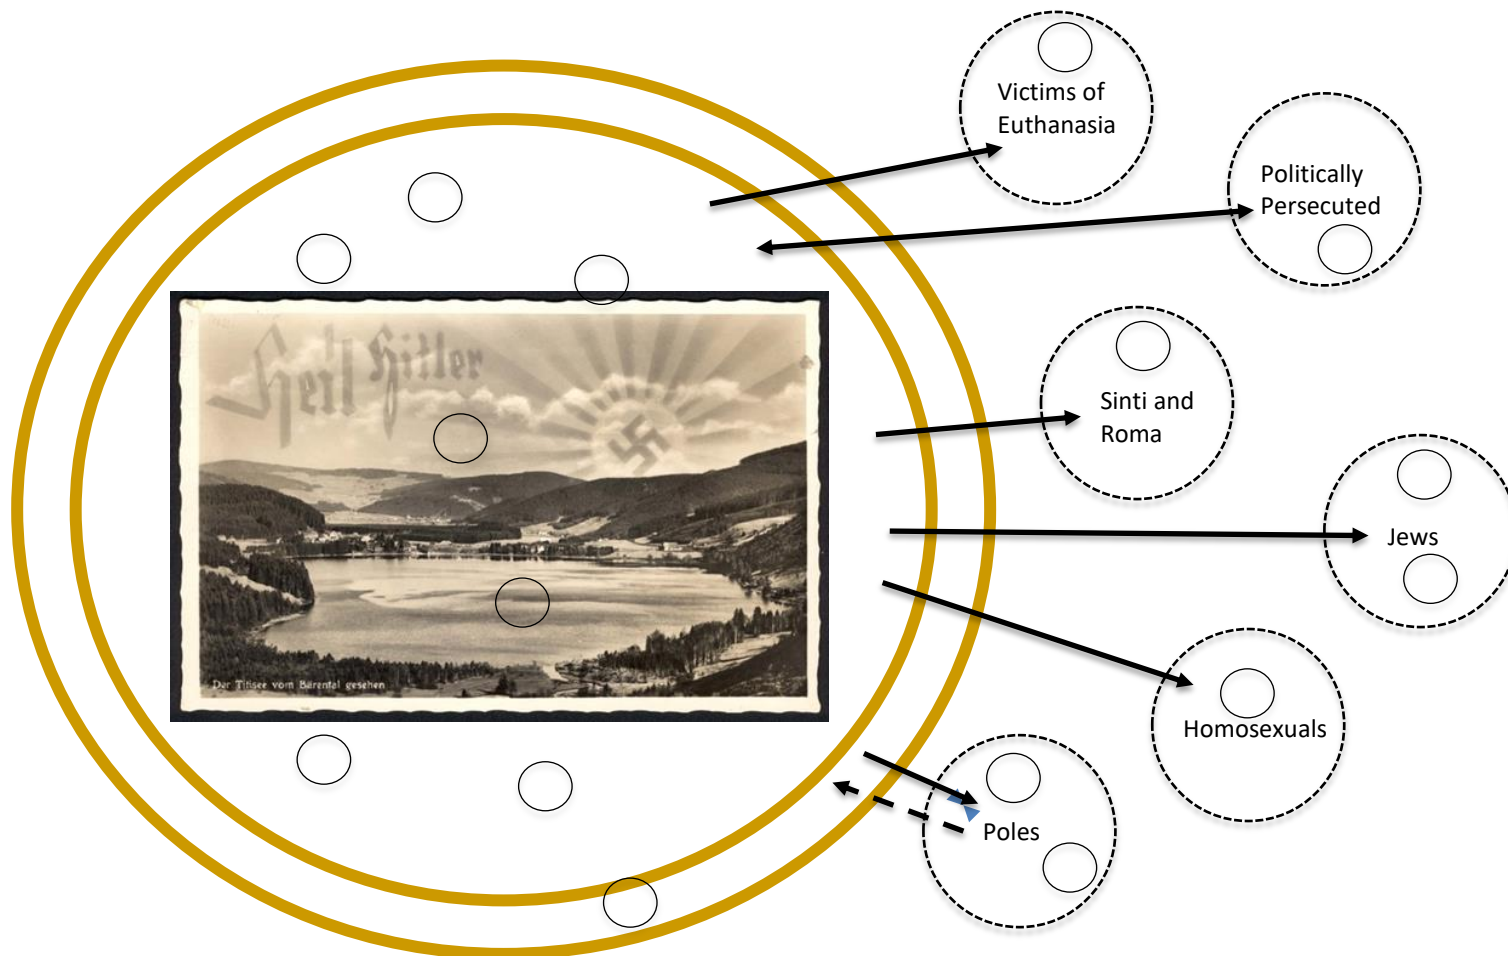 Victims of
Euthanasia
Politically
Persecuted
Heil Hitler
Sinti and
Roma
Jews
Der Titisee vom Bärental gesehen
Homosexuals
Poles